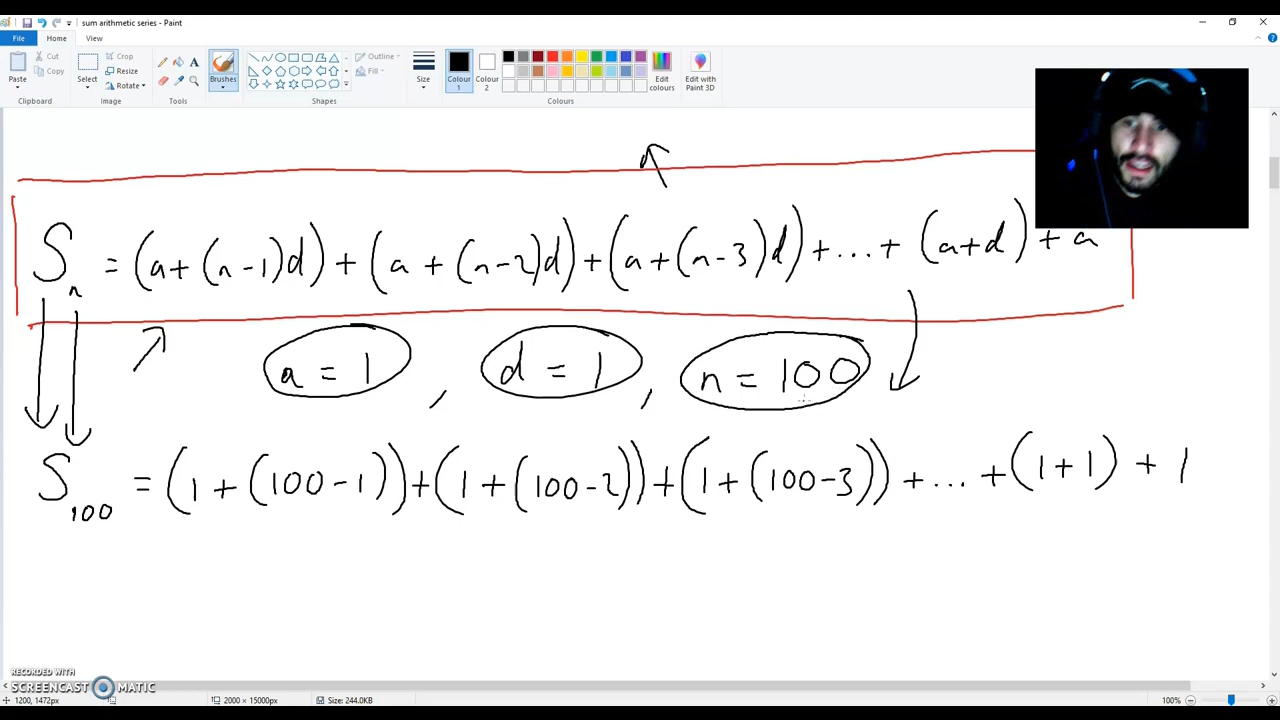 sum arithmetic series - Paint
File Home View
Paste Cut Copy Clipboard
Select Crop Resize Rotate Image
Tools
Brushes
Shapes Outline Fill
Size
Colour 1 Colour 2 Edit colours Colours
Edit with Paint 3D
S_n = (a+(n-1)d) + (a+(n-2)d) + (a+(n-3)d) + ... + (a+d) + a
a = 1 , d = 1 , n = 100
S_100 = (1+(100-1)) + (1+(100-2)) + (1+(100-3)) + ... + (1+1) + 1
RECORDED WITH
SCREENCAST MATIC
1200, 1472px 2000 × 15000px Size: 244.0KB 100%